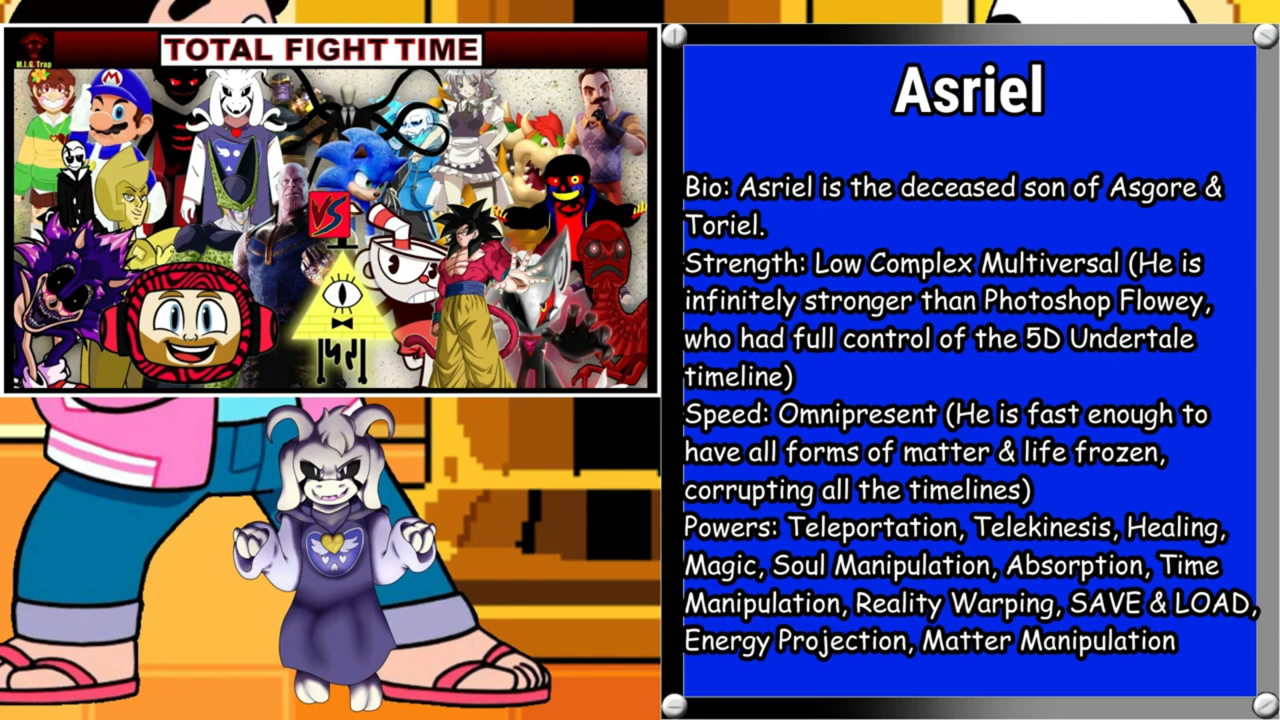 TOTAL FIGHT TIME
M.I.G. Trap
M
VS
Asriel
Bio: Asriel is the deceased son of Asgore &
Toriel.
Strength: Low Complex Multiversal (He is
infinitely stronger than Photoshop Flowey,
who had full control of the 5D Undertale
timeline)
Speed: Omnipresent (He is fast enough to
have all forms of matter & life frozen,
corrupting all the timelines)
Powers: Teleportation, Telekinesis, Healing,
Magic, Soul Manipulation, Absorption, Time
Manipulation, Reality Warping, SAVE & LOAD,
Energy Projection, Matter Manipulation